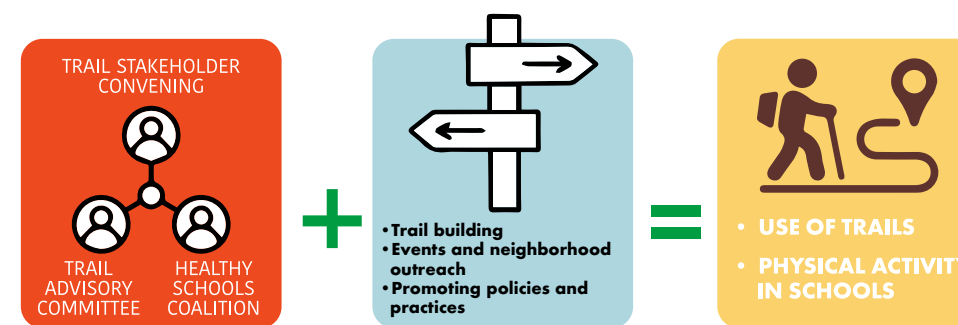 TRAIL STAKEHOLDER
CONVENING
TRAIL
ADVISORY
COMMITTEE
HEALTHY
SCHOOLS
COALITION
+
• Trail building
• Events and neighborhood
outreach
• Promoting policies and
practices
=
• USE OF TRAILS
• PHYSICAL ACTIVITY
IN SCHOOLS